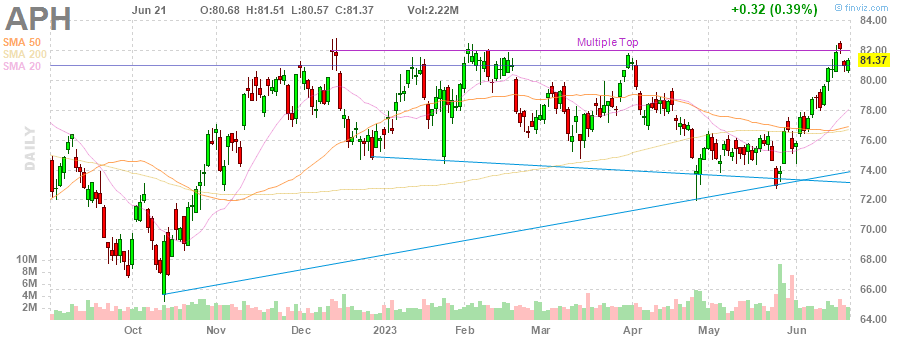 APH
Jun 21 O:80.68 H:81.51 L:80.57 C:81.37 Vol:2.22M +0.32 (0.39%)
© finviz.com
SMA 50
SMA 200
SMA 20
DAILY
Multiple Top
84.00
82.00
81.37
80.00
78.00
76.00
74.00
72.00
70.00
68.00
66.00
64.00
10M
8M
6M
4M
2M
Oct Nov Dec 2023 Feb Mar Apr May Jun